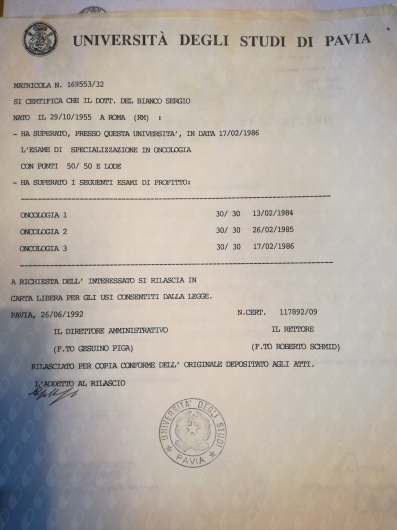 UNIVERSITÀ DEGLI STUDI DI PAVIA
MATRICOLA N. 169553/32
SI CERTIFICA CHE IL DOTT. DEL BIANCO SERGIO
NATO IL 29/10/1955 A ROMA (RM) :
- HA SUPERATO, PRESSO QUESTA UNIVERSITA', IN DATA 17/02/1986
L'ESAME DI SPECIALIZZAZIONE IN ONCOLOGIA
CON PUNTI 50/ 50 E LODE
- HA SUPERATO I SEGUENTI ESAMI DI PROFITTO:
ONCOLOGIA 1 30/ 30 13/02/1984
ONCOLOGIA 2 30/ 30 26/02/1985
ONCOLOGIA 3 30/ 30 17/02/1986
A RICHIESTA DELL' INTERESSATO SI RILASCIA IN
CARTA LIBERA PER GLI USI CONSENTITI DALLA LEGGE.
PAVIA, 26/06/1992 N.CERT. 117892/09
IL DIRETTORE AMMINISTRATIVO IL RETTORE
(F.TO GESUINO PIGA) (F.TO ROBERTO SCHMID)
RILASCIATO PER COPIA CONFORME DELL' ORIGINALE DEPOSITATO AGLI ATTI.
L'ADDETTO AL RILASCIO
UNIVERSITA' DEGLI STUDI
PAVIA